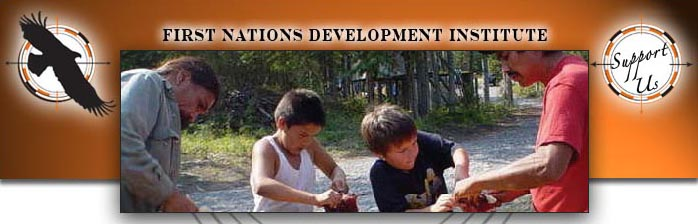 FIRST NATIONS DEVELOPMENT INSTITUTE
Support
Us